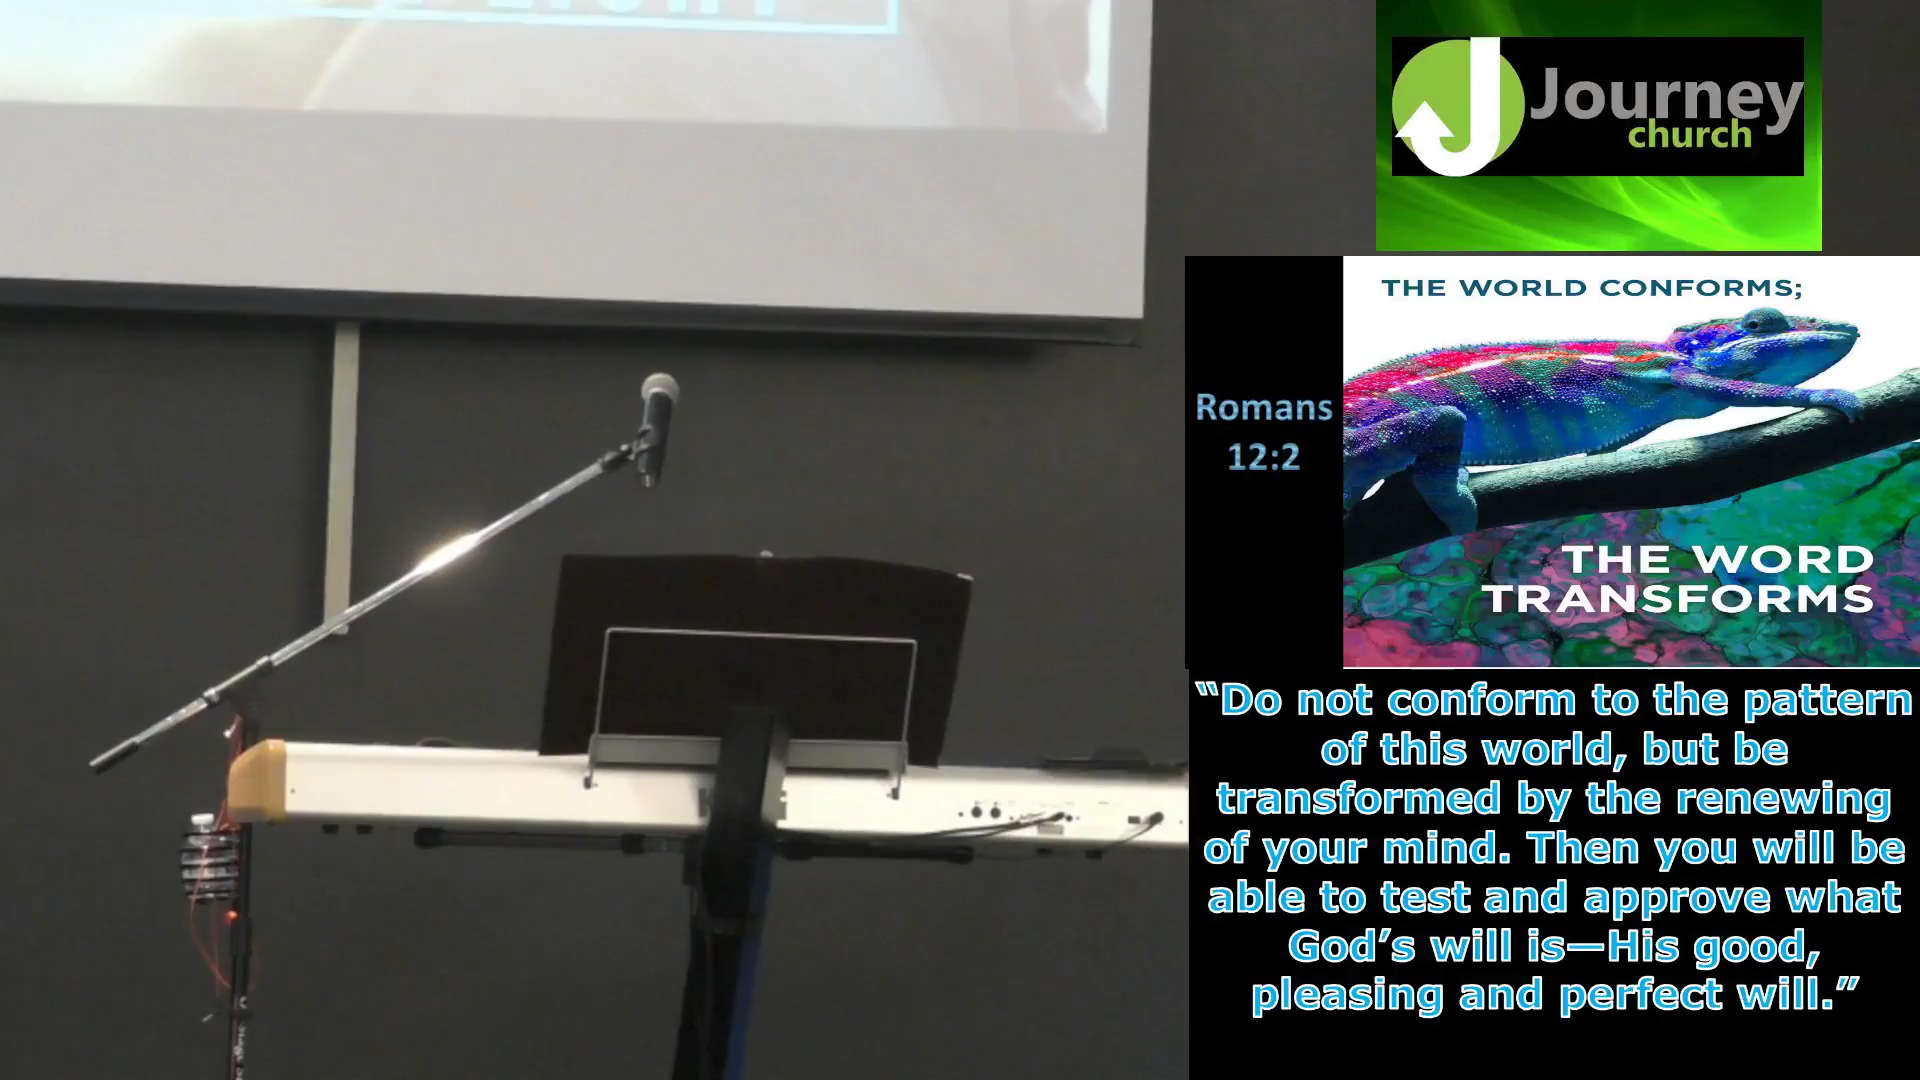 Journey
church
THE WORLD CONFORMS;
Romans
12:2
THE WORD
TRANSFORMS
“Do not conform to the pattern
of this world, but be
transformed by the renewing
of your mind. Then you will be
able to test and approve what
God’s will is—His good,
pleasing and perfect will.”